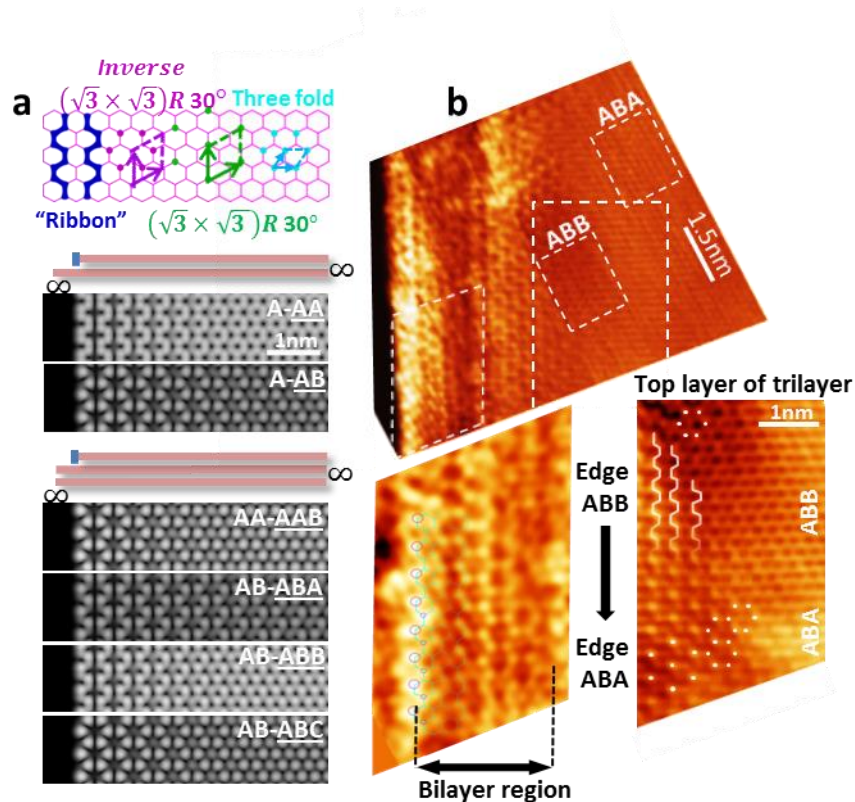 a
Inverse
(√3 × √3)R 30° Three fold
"Ribbon" (√3 × √3)R 30°
∞
∞
A-AA
1nm
A-AB
∞
∞
AA-AAB
AB-ABA
AB-ABB
AB-ABC
b
ABA
ABB
1.5nm
Top layer of trilayer
1nm
Edge
ABB
ABB
Edge
ABA
ABA
Bilayer region